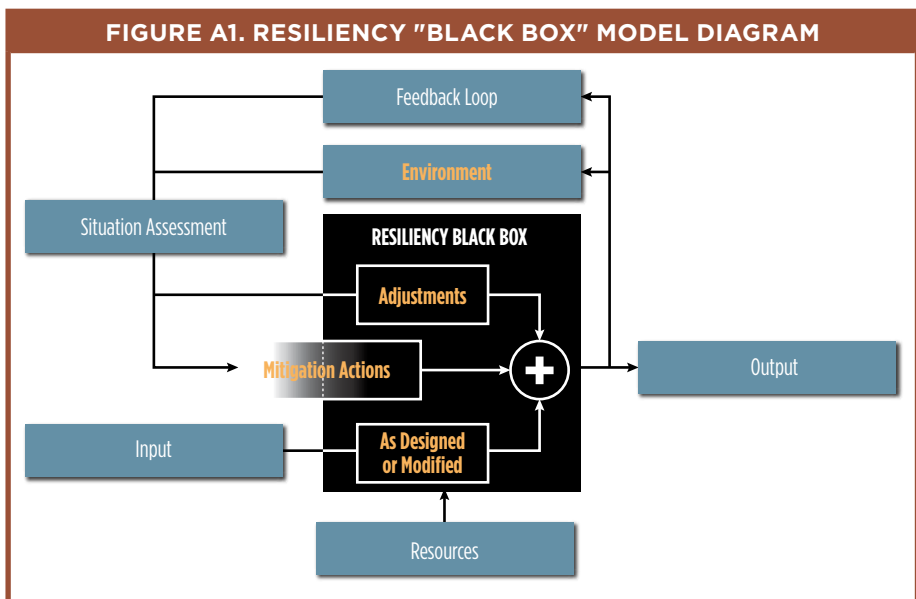 FIGURE A1. RESILIENCY "BLACK BOX" MODEL DIAGRAM
Feedback Loop
Environment
Situation Assessment
RESILIENCY BLACK BOX
Adjustments
Mitigation Actions
Output
Input
As Designed
or Modified
Resources